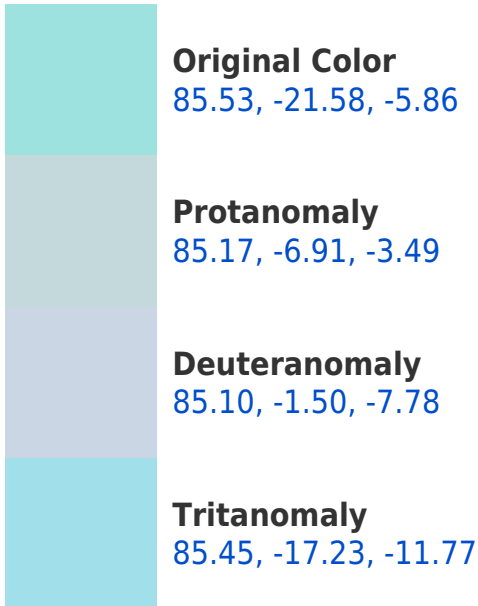 Original Color
85.53, -21.58, -5.86
Protanomaly
85.17, -6.91, -3.49
Deuteranomaly
85.10, -1.50, -7.78
Tritanomaly
85.45, -17.23, -11.77